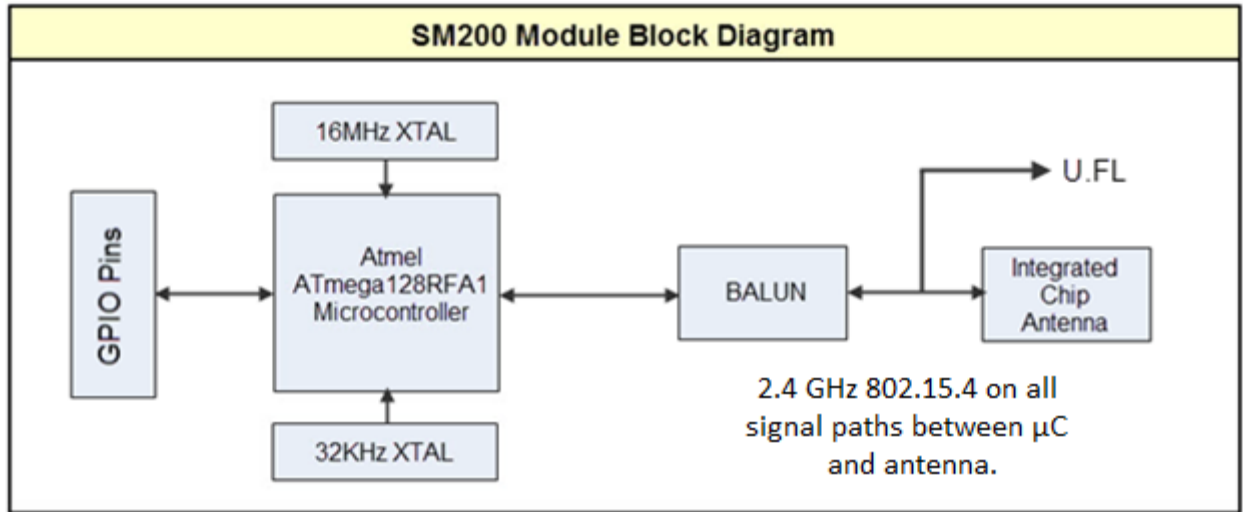 SM200 Module Block Diagram
16MHz XTAL
U.FL
GPIO Pins
Atmel
ATmega128RFA1
Microcontroller
BALUN
Integrated
Chip
Antenna
32KHz XTAL
2.4 GHz 802.15.4 on all
signal paths between µC
and antenna.